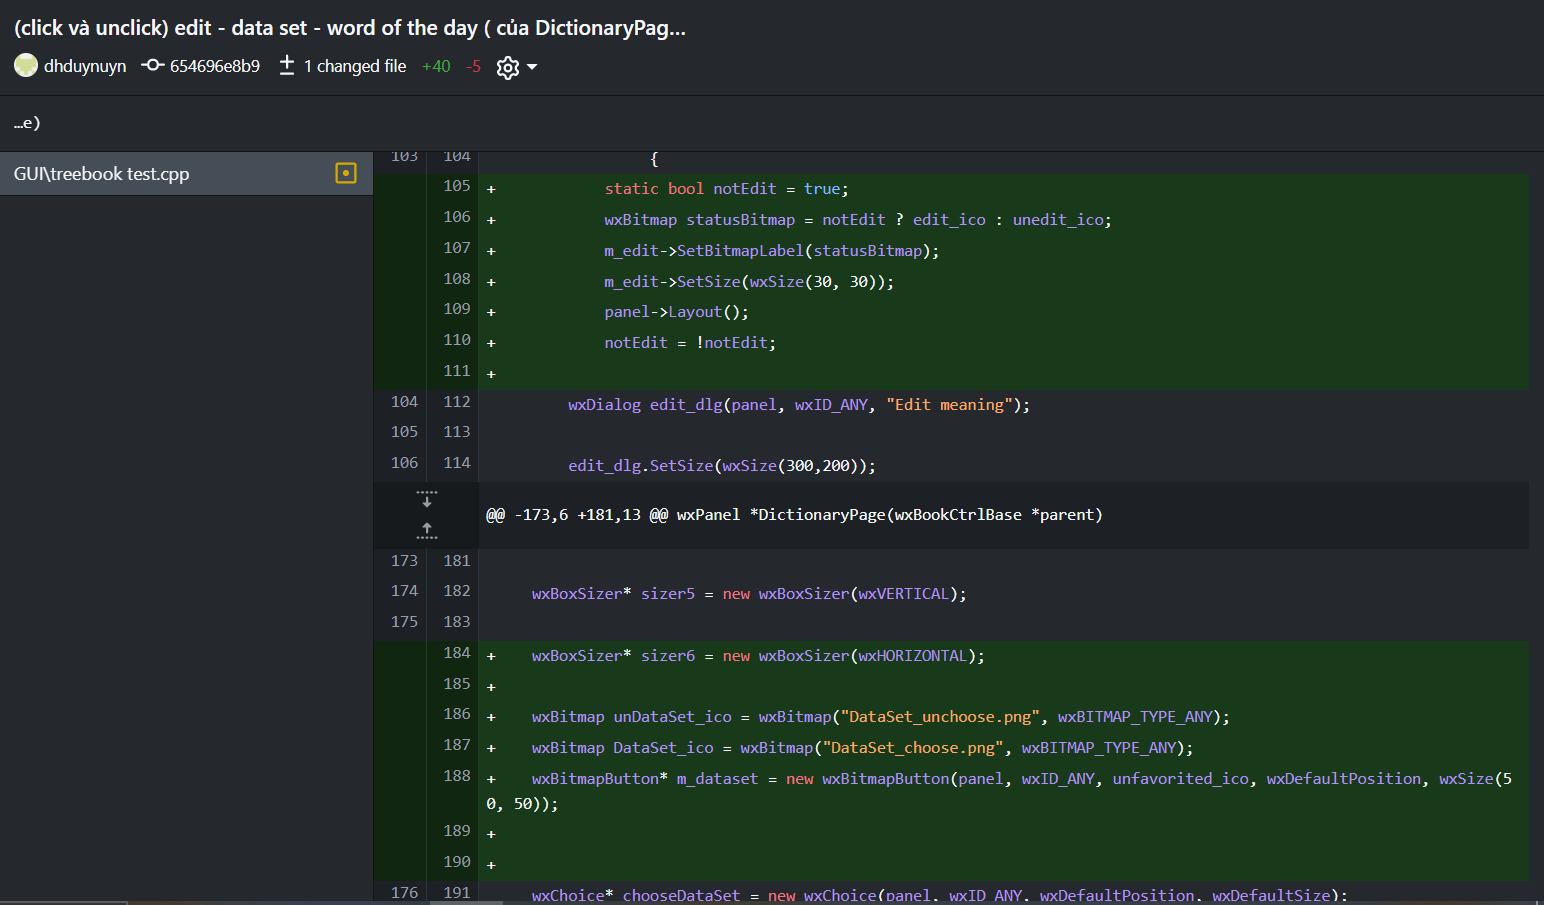 (click và unclick) edit - data set - word of the day ( của DictionaryPag...
dhduynuyn 654696e8b9 1 changed file +40 -5
...e)
GUI\treebook test.cpp
103 104 {
105 + static bool notEdit = true;
106 + wxBitmap statusBitmap = notEdit ? edit_ico : unedit_ico;
107 + m_edit->SetBitmapLabel(statusBitmap);
108 + m_edit->SetSize(wxSize(30, 30));
109 + panel->Layout();
110 + notEdit = !notEdit;
111 +
104 112 wxDialog edit_dlg(panel, wxID_ANY, "Edit meaning");
105 113
106 114 edit_dlg.SetSize(wxSize(300,200));
@@ -173,6 +181,13 @@ wxPanel *DictionaryPage(wxBookCtrlBase *parent)
173 181
174 182 wxBoxSizer* sizer5 = new wxBoxSizer(wxVERTICAL);
175 183
184 + wxBoxSizer* sizer6 = new wxBoxSizer(wxHORIZONTAL);
185 +
186 + wxBitmap unDataSet_ico = wxBitmap("DataSet_unchoose.png", wxBITMAP_TYPE_ANY);
187 + wxBitmap DataSet_ico = wxBitmap("DataSet_choose.png", wxBITMAP_TYPE_ANY);
188 + wxBitmapButton* m_dataset = new wxBitmapButton(panel, wxID_ANY, unfavorited_ico, wxDefaultPosition, wxSize(5
0, 50));
189 +
190 +
176 191 wxChoice* chooseDataSet = new wxChoice(panel, wxID_ANY, wxDefaultPosition, wxDefaultSize);